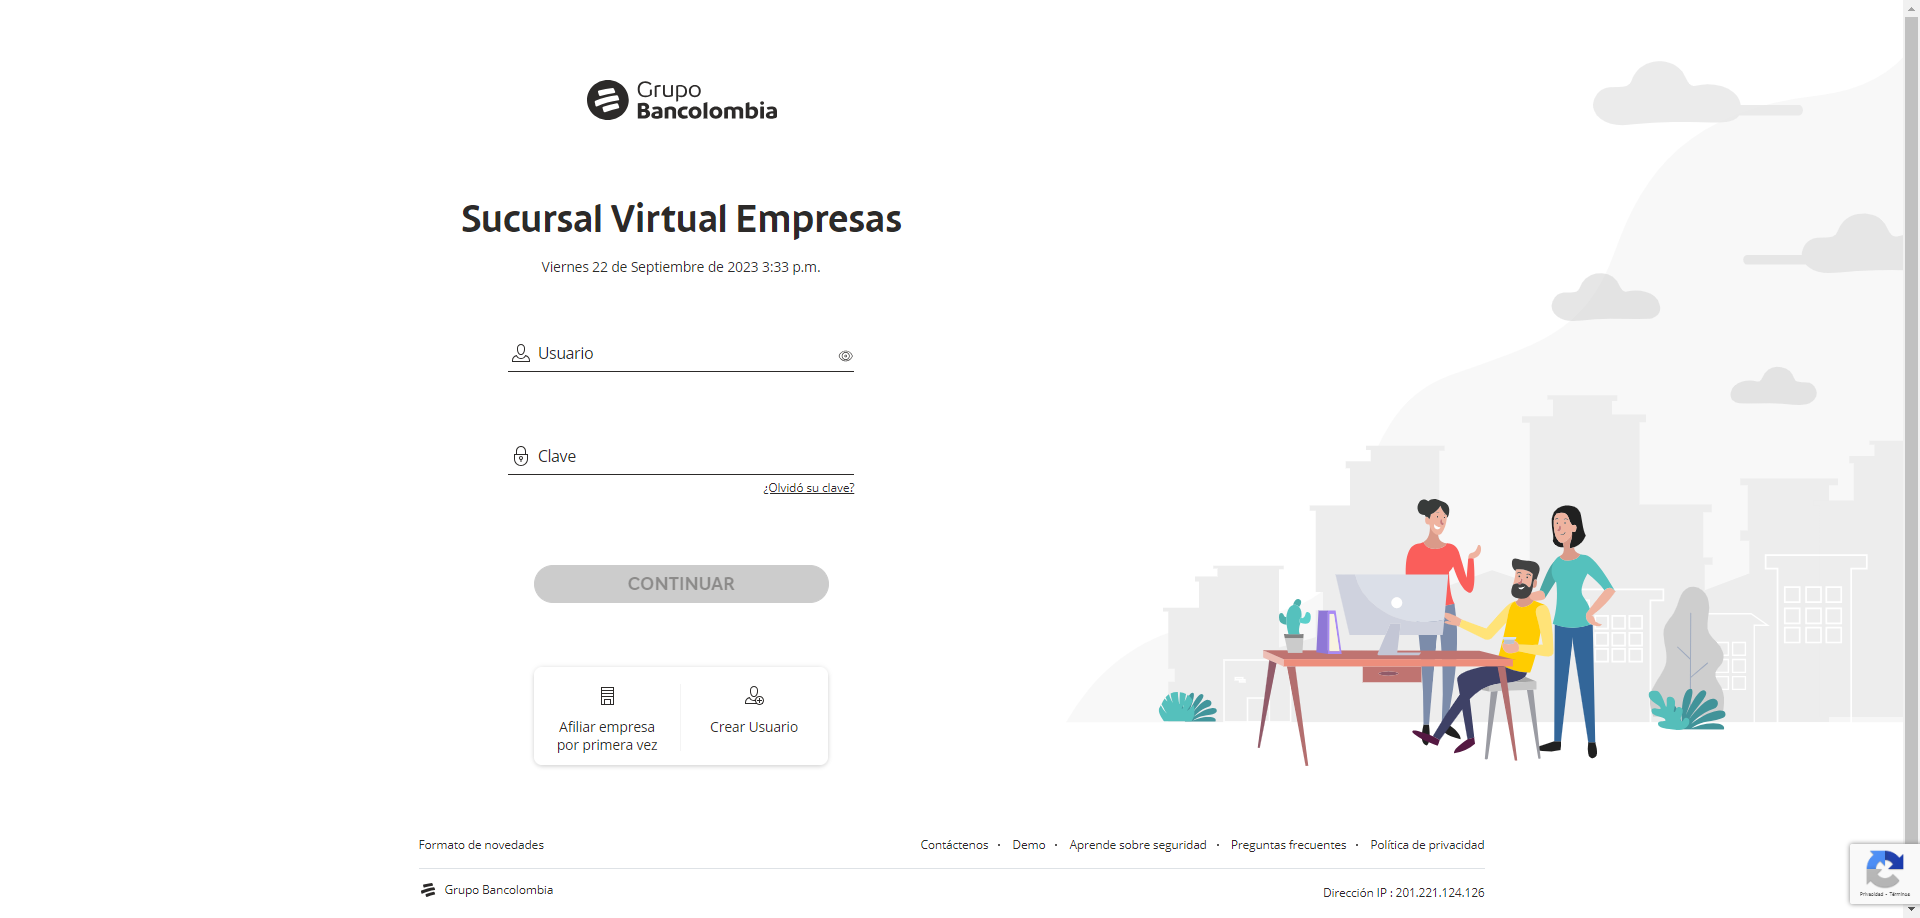 Grupo
Bancolombia
Sucursal Virtual Empresas
Viernes 22 de Septiembre de 2023 3:33 p.m.
Usuario
Clave
¿Olvidó su clave?
CONTINUAR
Afiliar empresa
por primera vez
Crear Usuario
Formato de novedades
Contáctenos · Demo · Aprende sobre seguridad · Preguntas frecuentes · Política de privacidad
Grupo Bancolombia
Dirección IP : 201.221.124.126
Privacidad - Términos